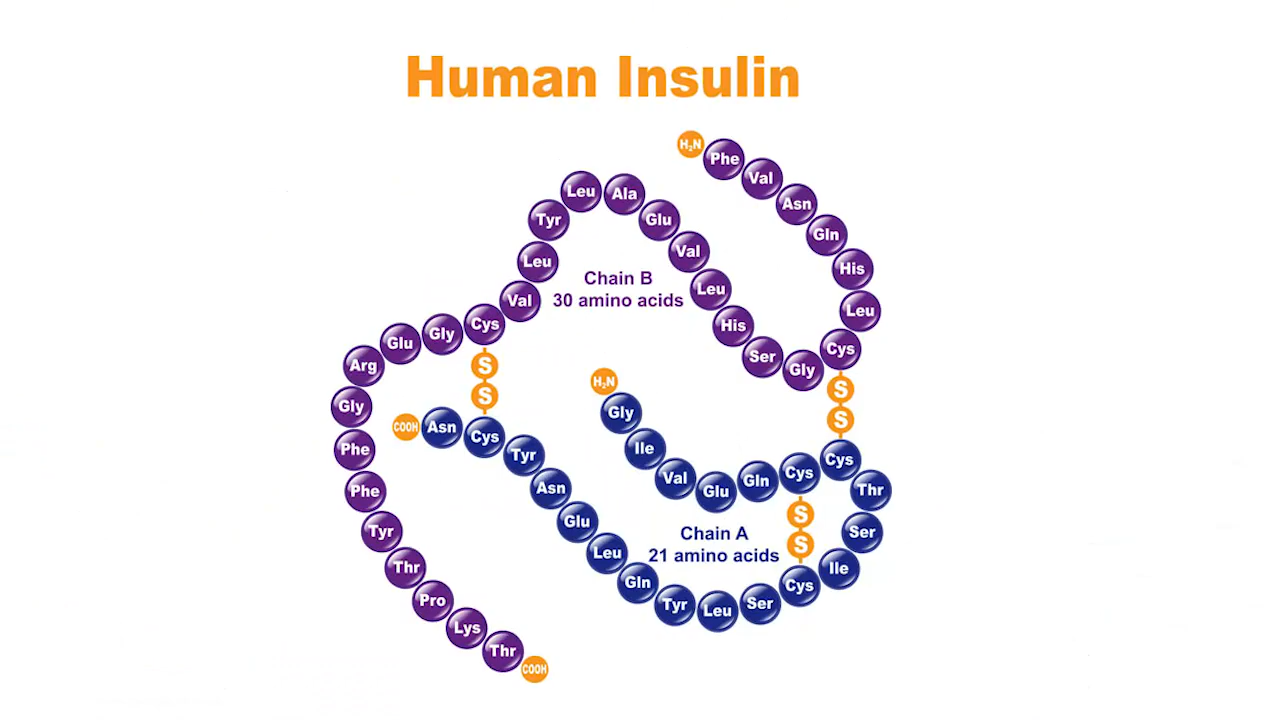 Human Insulin
H₂N
Phe
Val
Asn
Gln
His
Leu
Cys
Gly
Ser
His
Leu
Val
Glu
Ala
Leu
Tyr
Leu
Val
Cys
Gly
Glu
Arg
Gly
Phe
Phe
Tyr
Thr
Pro
Lys
Thr
COOH
Chain B
30 amino acids
S
S
S
S
H₂N
Gly
Ile
Val
Glu
Gln
Cys
Cys
Thr
Ser
Ile
Cys
Ser
Leu
Tyr
Gln
Leu
Glu
Asn
Tyr
Cys
Asn
COOH
Chain A
21 amino acids
S
S